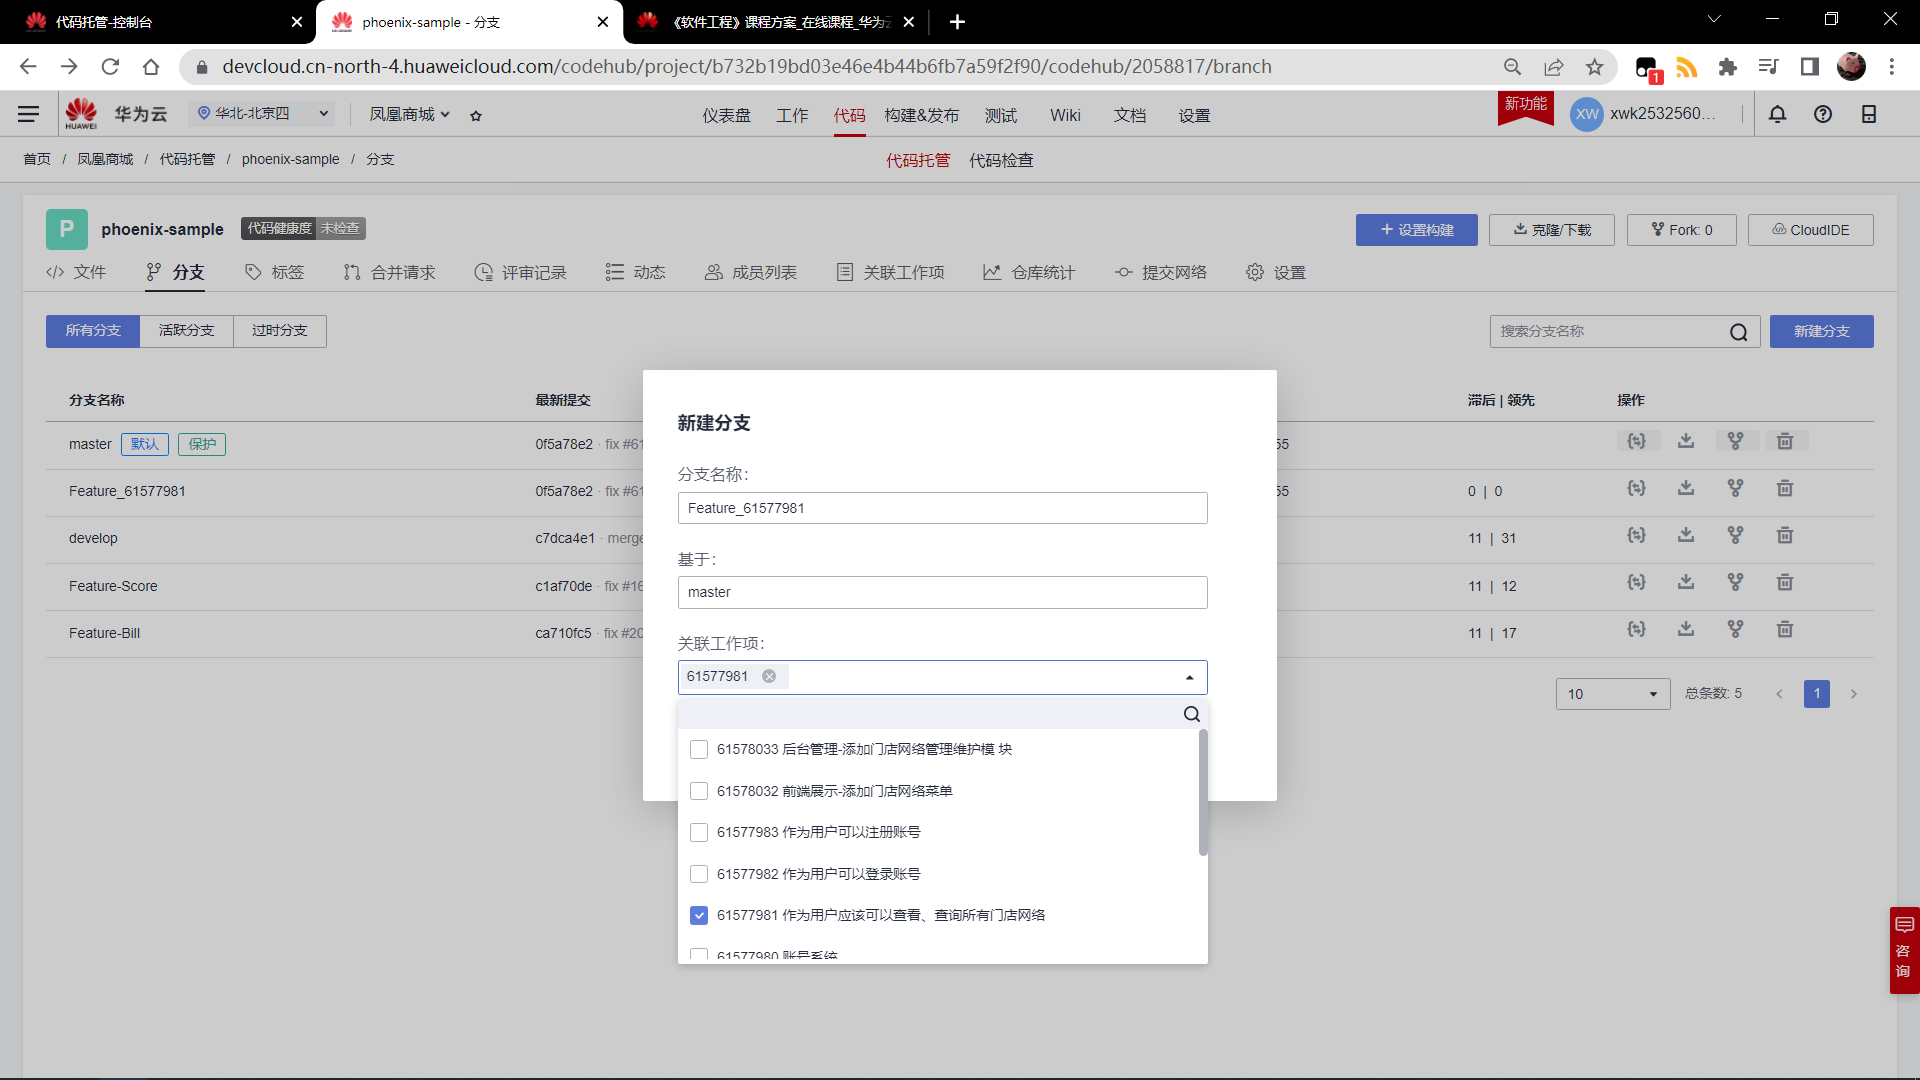 代码托管-控制台
phoenix-sample - 分支
《软件工程》课程方案_在线课程_华为云
devcloud.cn-north-4.huaweicloud.com/codehub/project/b732b19bd03e46e4b44b6fb7a59f2f90/codehub/2058817/branch
1
HUAWEI
华为云
华北-北京四
凤凰商城
仪表盘
工作
代码
构建&发布
测试
Wiki
文档
设置
新功能
XW
xwk2532560...
首页 / 凤凰商城 / 代码托管 / phoenix-sample / 分支
代码托管
代码检查
P
phoenix-sample
代码健康度 未检查
+ 设置构建
克隆/下载
Fork: 0
CloudIDE
文件
分支
标签
合并请求
评审记录
动态
成员列表
关联工作项
仓库统计
提交网络
设置
所有分支
活跃分支
过时分支
搜索分支名称
新建分支
分支名称
最新提交
滞后 | 领先
操作
master 默认 保护
0f5a78e2 · fix #61
55
Feature_61577981
0f5a78e2 · fix #61
55
0 | 0
develop
c7dca4e1 · merge
11 | 31
Feature-Score
c1af70de · fix #16
11 | 12
Feature-Bill
ca710fc5 · fix #20
11 | 17
10
总条数: 5
1
新建分支
分支名称:
Feature_61577981
基于:
master
关联工作项:
61577981
61578033 后台管理-添加门店网络管理维护模 块
61578032 前端展示-添加门店网络菜单
61577983 作为用户可以注册账号
61577982 作为用户可以登录账号
61577981 作为用户应该可以查看、查询所有门店网络
61577980 账号系统
咨
询